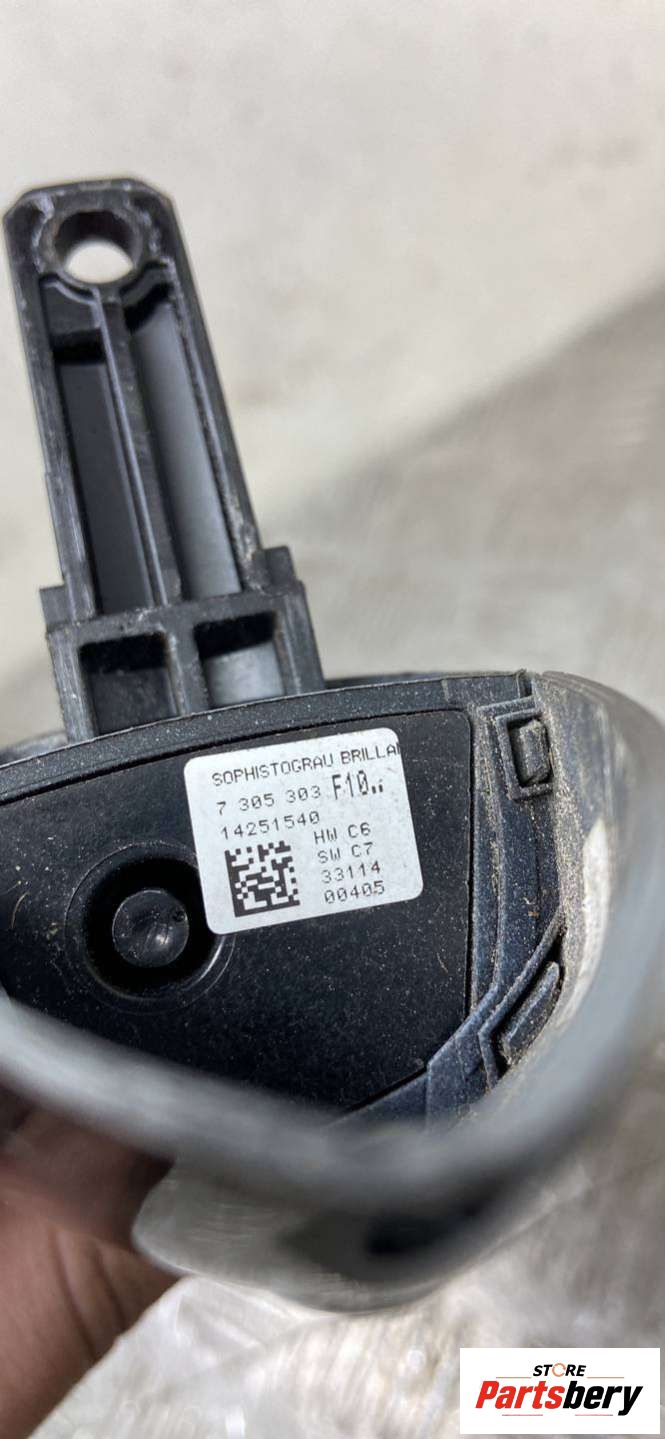 SOPHISTOGRAU BRILLAN
7 305 303 F10..
14251540
HW C6
SW C7
33114
00405
STORE
Partsbery